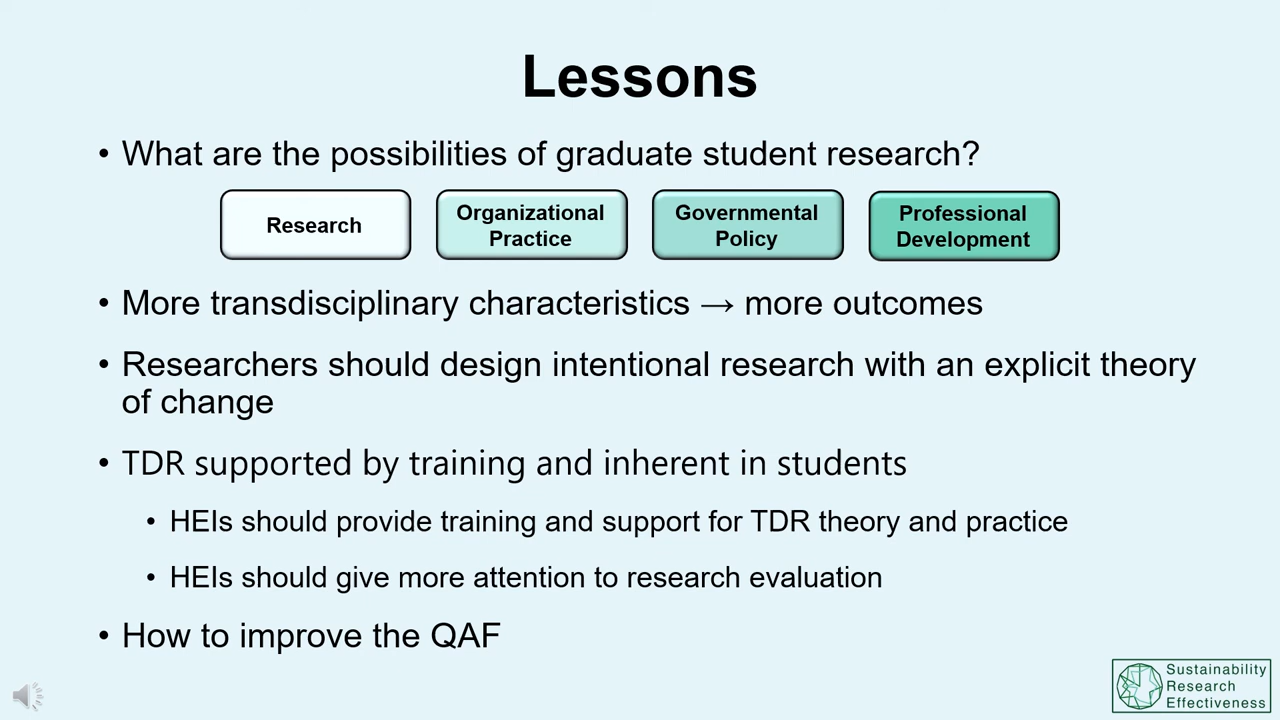 Lessons
• What are the possibilities of graduate student research?
Research
Organizational
Practice
Governmental
Policy
Professional
Development
• More transdisciplinary characteristics → more outcomes
• Researchers should design intentional research with an explicit theory
of change
• TDR supported by training and inherent in students
• HEIs should provide training and support for TDR theory and practice
• HEIs should give more attention to research evaluation
• How to improve the QAF
Sustainability
Research
Effectiveness